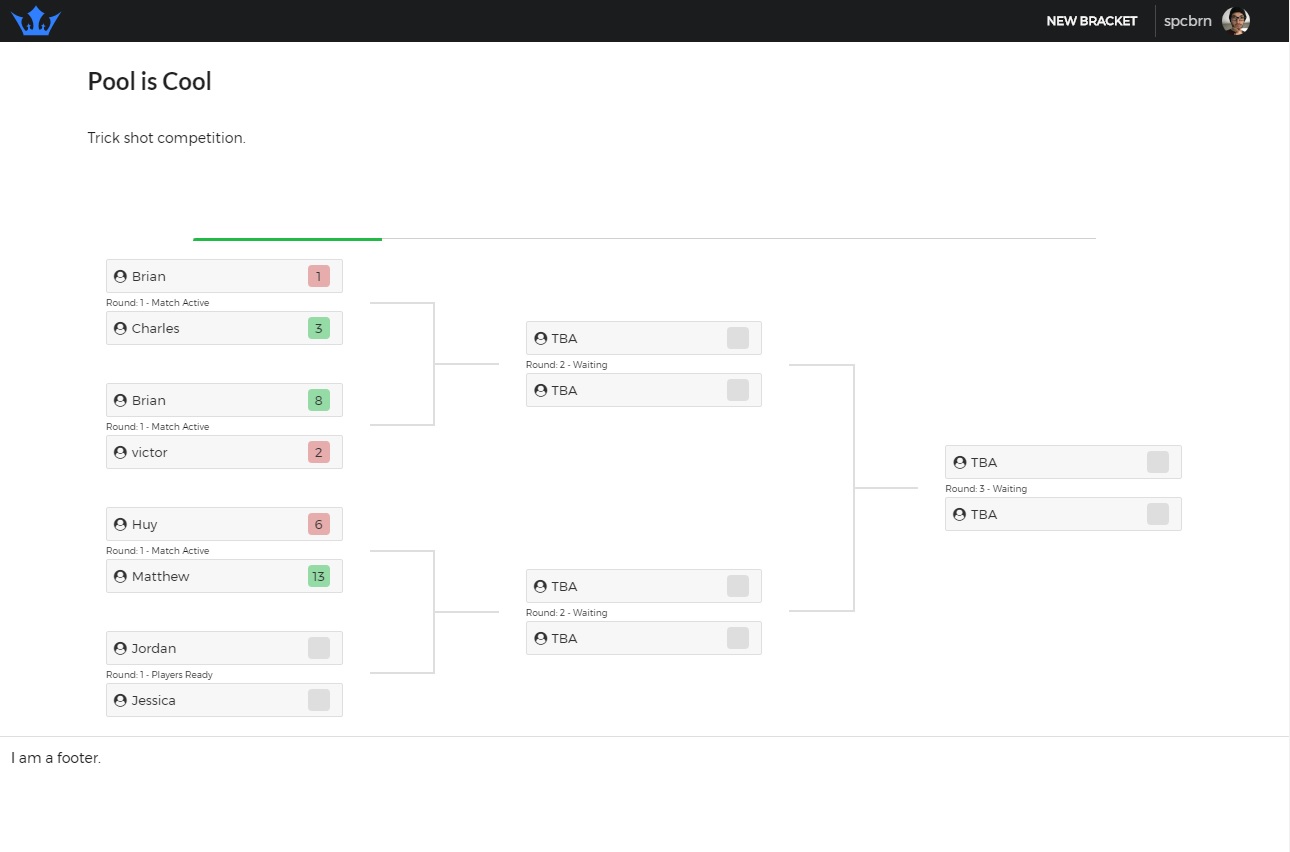 NEW BRACKET
spcbrn
Pool is Cool
Trick shot competition.
Brian 1
Round: 1 - Match Active
Charles 3
Brian 8
Round: 1 - Match Active
victor 2
Huy 6
Round: 1 - Match Active
Matthew 13
Jordan
Round: 1 - Players Ready
Jessica
TBA
Round: 2 - Waiting
TBA
TBA
Round: 2 - Waiting
TBA
TBA
Round: 3 - Waiting
TBA
I am a footer.